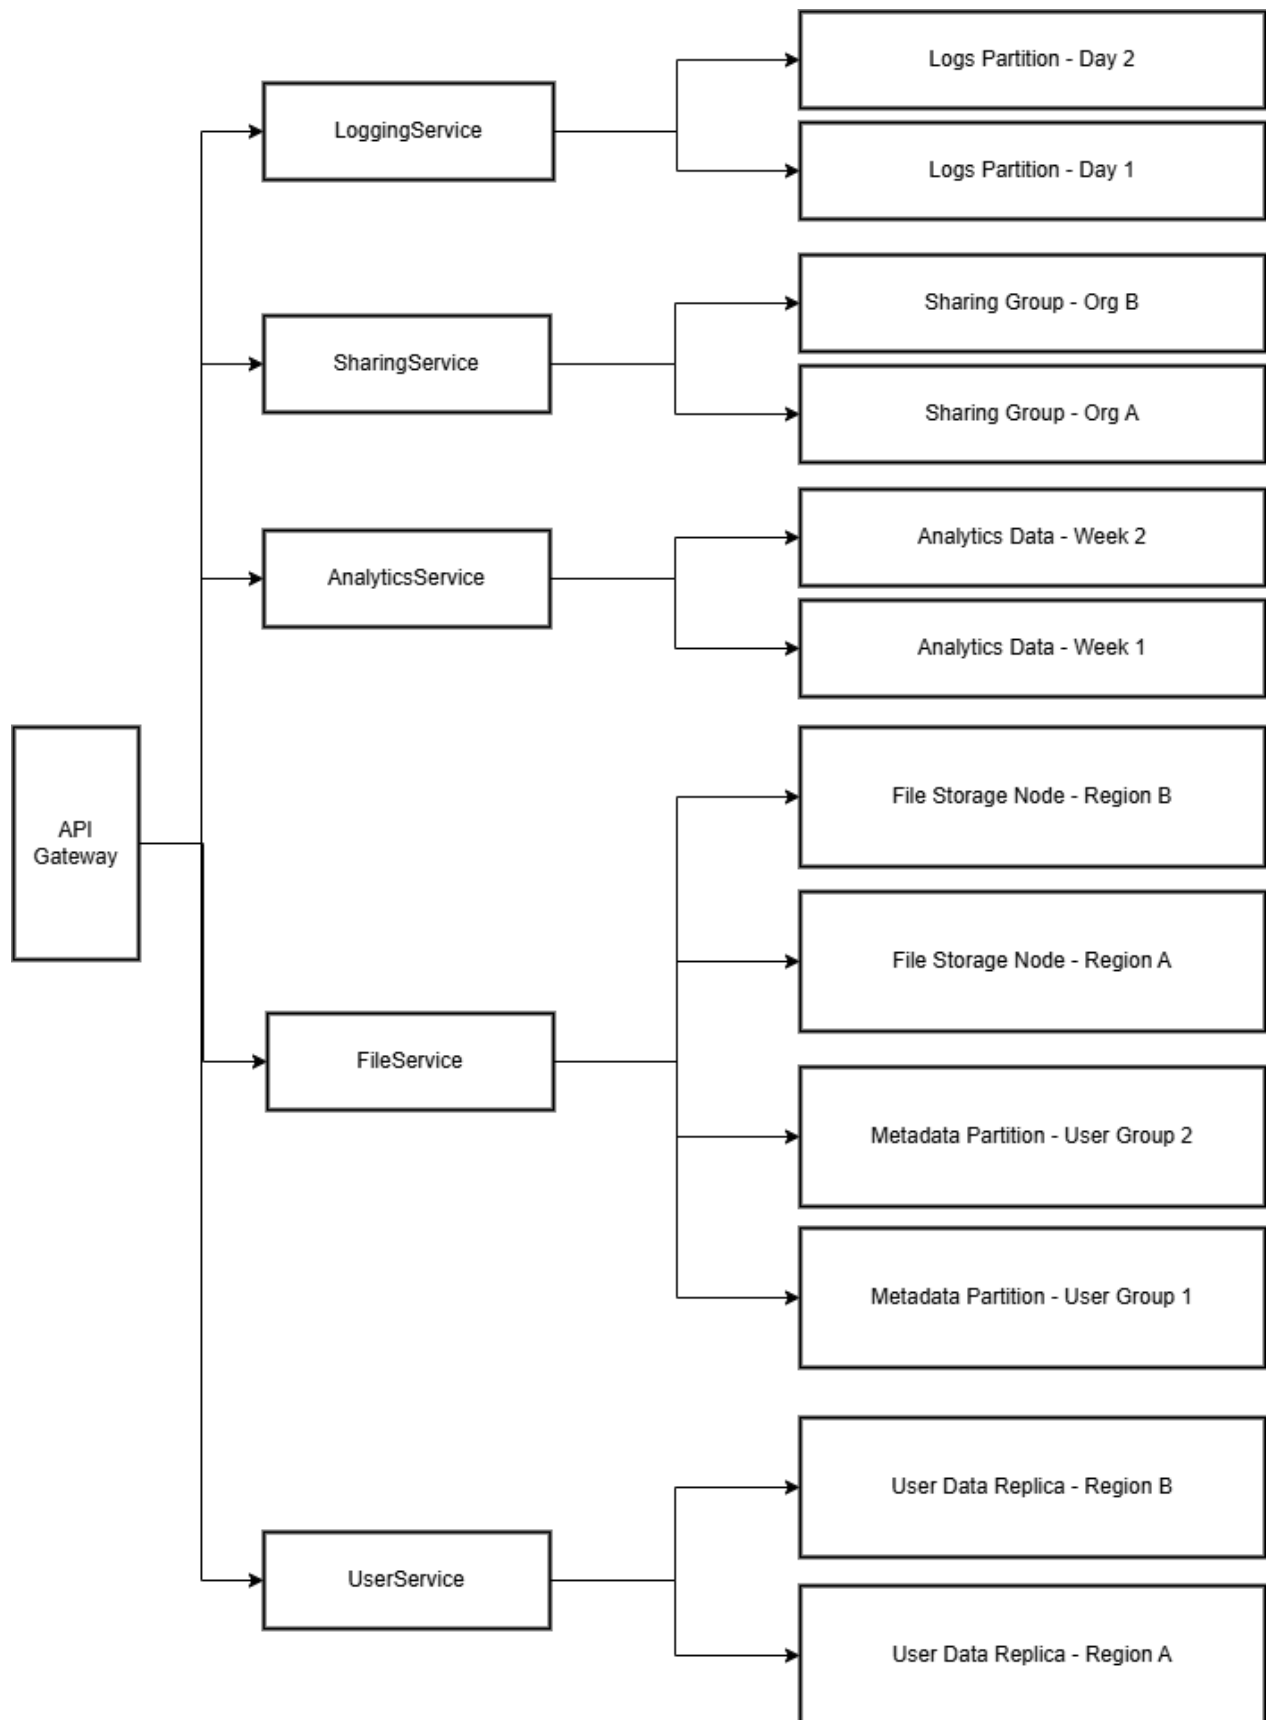 Logs Partition - Day 2
LoggingService
Logs Partition - Day 1
Sharing Group - Org B
SharingService
Sharing Group - Org A
Analytics Data - Week 2
AnalyticsService
Analytics Data - Week 1
API
Gateway
File Storage Node - Region B
File Storage Node - Region A
FileService
Metadata Partition - User Group 2
Metadata Partition - User Group 1
User Data Replica - Region B
UserService
User Data Replica - Region A